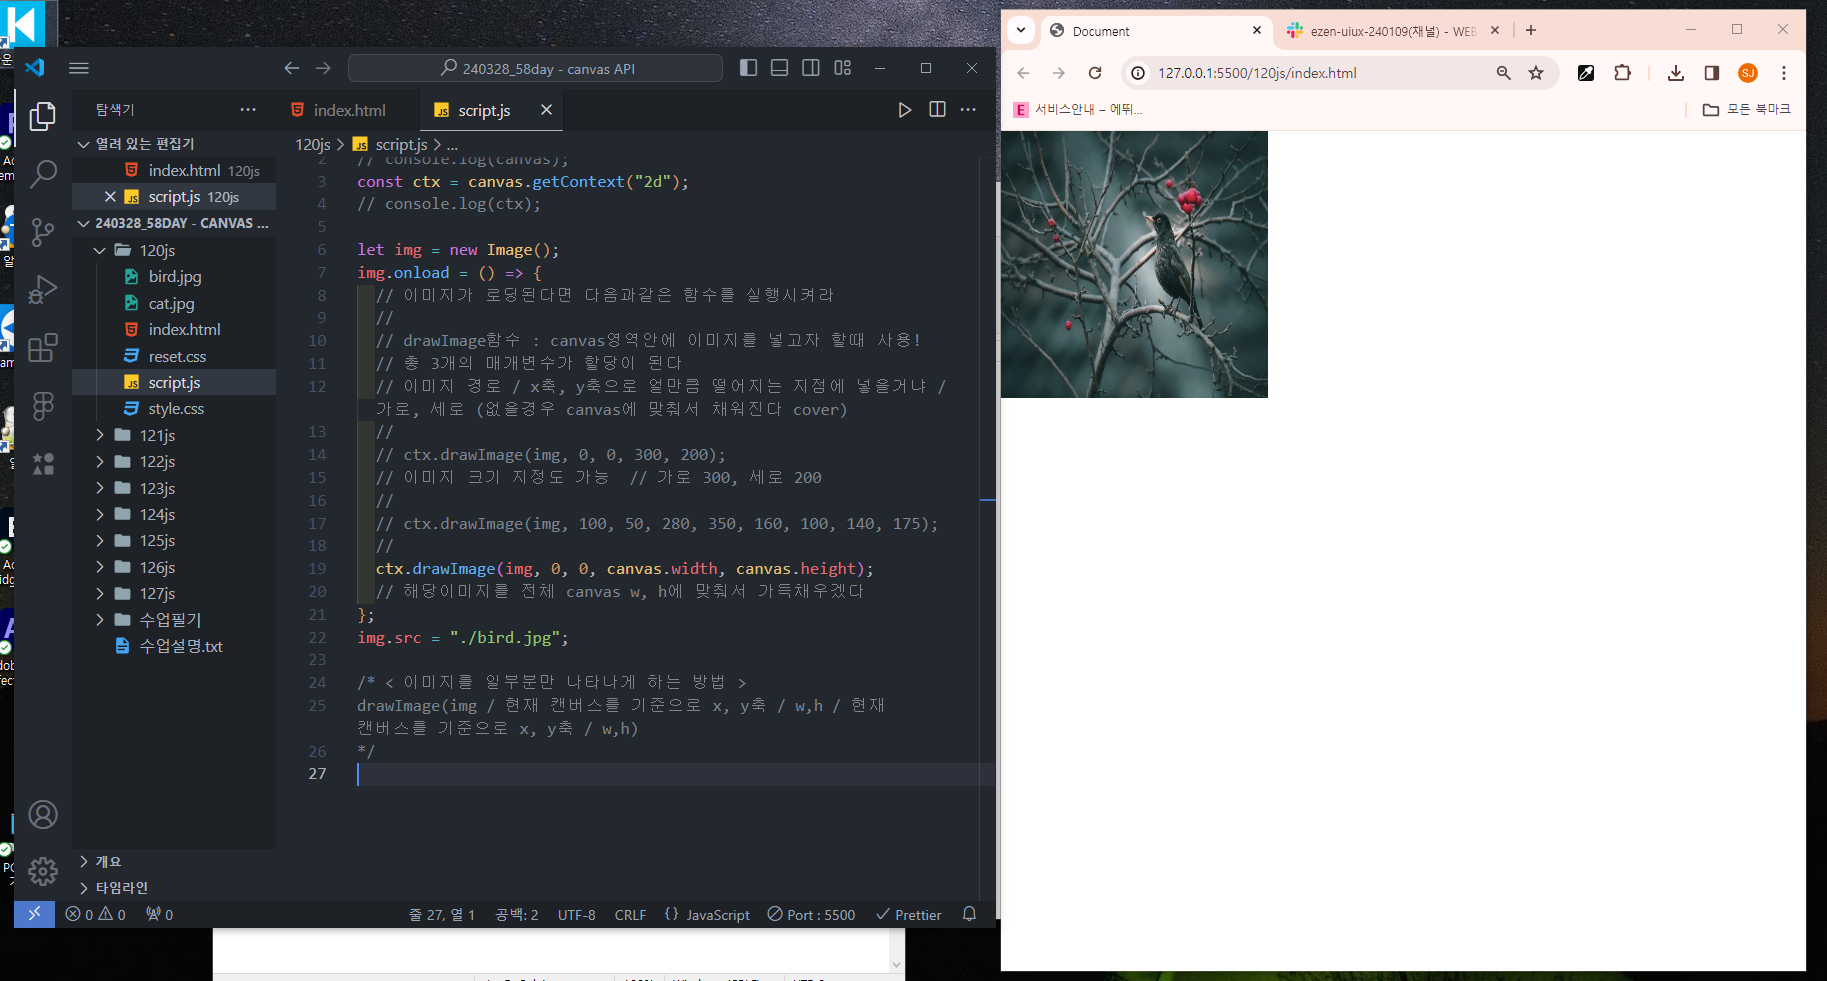 240328_58day - canvas API
탐색기
index.html
script.js
열려 있는 편집기
index.html 120js
script.js 120js
240328_58DAY - CANVAS ...
120js
bird.jpg
cat.jpg
index.html
reset.css
script.js
style.css
121js
122js
123js
124js
125js
126js
127js
수업필기
수업설명.txt
개요
타임라인
120js > script.js > ...
2 // console.log(canvas);
3 const ctx = canvas.getContext("2d");
4 // console.log(ctx);
5
6 let img = new Image();
7 img.onload = () => {
8 // 이미지가 로딩된다면 다음과같은 함수를 실행시켜라
9 //
10 // drawImage함수 : canvas영역안에 이미지를 넣고자 할때 사용!
11 // 총 3개의 매개변수가 할당이 된다
12 // 이미지 경로 / x축, y축으로 얼만큼 떨어지는 지점에 넣을거냐 /
가로, 세로 (없을경우 canvas에 맞춰서 채워진다 cover)
13 //
14 // ctx.drawImage(img, 0, 0, 300, 200);
15 // 이미지 크기 지정도 가능 // 가로 300, 세로 200
16 //
17 // ctx.drawImage(img, 100, 50, 280, 350, 160, 100, 140, 175);
18 //
19 ctx.drawImage(img, 0, 0, canvas.width, canvas.height);
20 // 해당이미지를 전체 canvas w, h에 맞춰서 가득채우겠다
21 };
22 img.src = "./bird.jpg";
23
24 /* < 이미지를 일부분만 나타나게 하는 방법 >
25 drawImage(img / 현재 캔버스를 기준으로 x, y축 / w,h / 현재
캔버스를 기준으로 x, y축 / w,h)
26 */
27
0 0 0 줄 27, 열 1 공백: 2 UTF-8 CRLF {} JavaScript Port : 5500 Prettier
Document
ezen-uiux-240109(채널) - WEB
127.0.0.1:5500/120js/index.html
SJ
E 서비스안내 – 에뛰...
모든 북마크